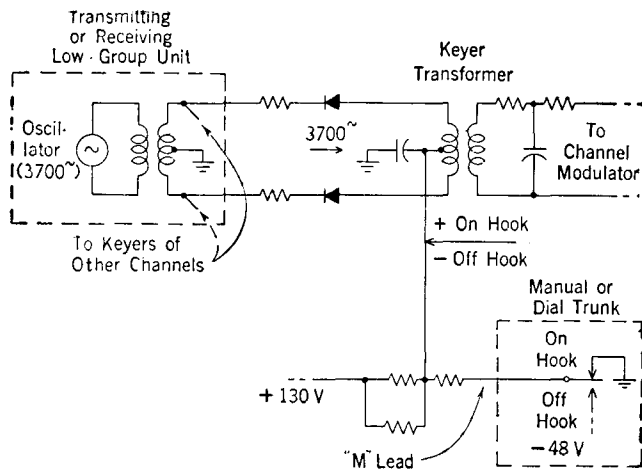 Transmitting
or Receiving
Low-Group Unit
Oscil-
lator
(3700~)
To Keyers of
Other Channels
3700~
Keyer
Transformer
To
Channel
Modulator
+ On Hook
− Off Hook
Manual or
Dial Trunk
On
Hook
Off
Hook
−48 V
+130 V
"M" Lead